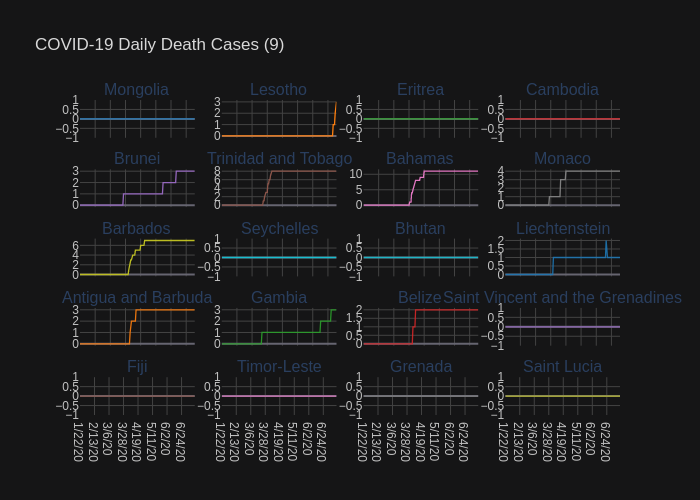 COVID-19 Daily Death Cases (9)
Mongolia Lesotho Eritrea Cambodia
1 0.5 0 −0.5 −1
3 2 1 0
1 0.5 0 −0.5 −1
1 0.5 0 −0.5 −1
Brunei Trinidad and Tobago Bahamas Monaco
3 2 1 0
8 6 4 2 0
10 5 0
4 3 2 1 0
Barbados Seychelles Bhutan Liechtenstein
6 4 2 0
1 0.5 0 −0.5 −1
1 0.5 0 −0.5 −1
2 1.5 1 0.5 0
Antigua and Barbuda Gambia Belize Saint Vincent and the Grenadines
3 2 1 0
3 2 1 0
2 1.5 1 0.5 0
1 0.5 0 −0.5 −1
Fiji Timor-Leste Grenada Saint Lucia
1 0.5 0 −0.5 −1
1 0.5 0 −0.5 −1
1 0.5 0 −0.5 −1
1 0.5 0 −0.5 −1
1/22/20 2/13/20 3/6/20 3/28/20 4/19/20 5/11/20 6/2/20 6/24/20
1/22/20 2/13/20 3/6/20 3/28/20 4/19/20 5/11/20 6/2/20 6/24/20
1/22/20 2/13/20 3/6/20 3/28/20 4/19/20 5/11/20 6/2/20 6/24/20
1/22/20 2/13/20 3/6/20 3/28/20 4/19/20 5/11/20 6/2/20 6/24/20